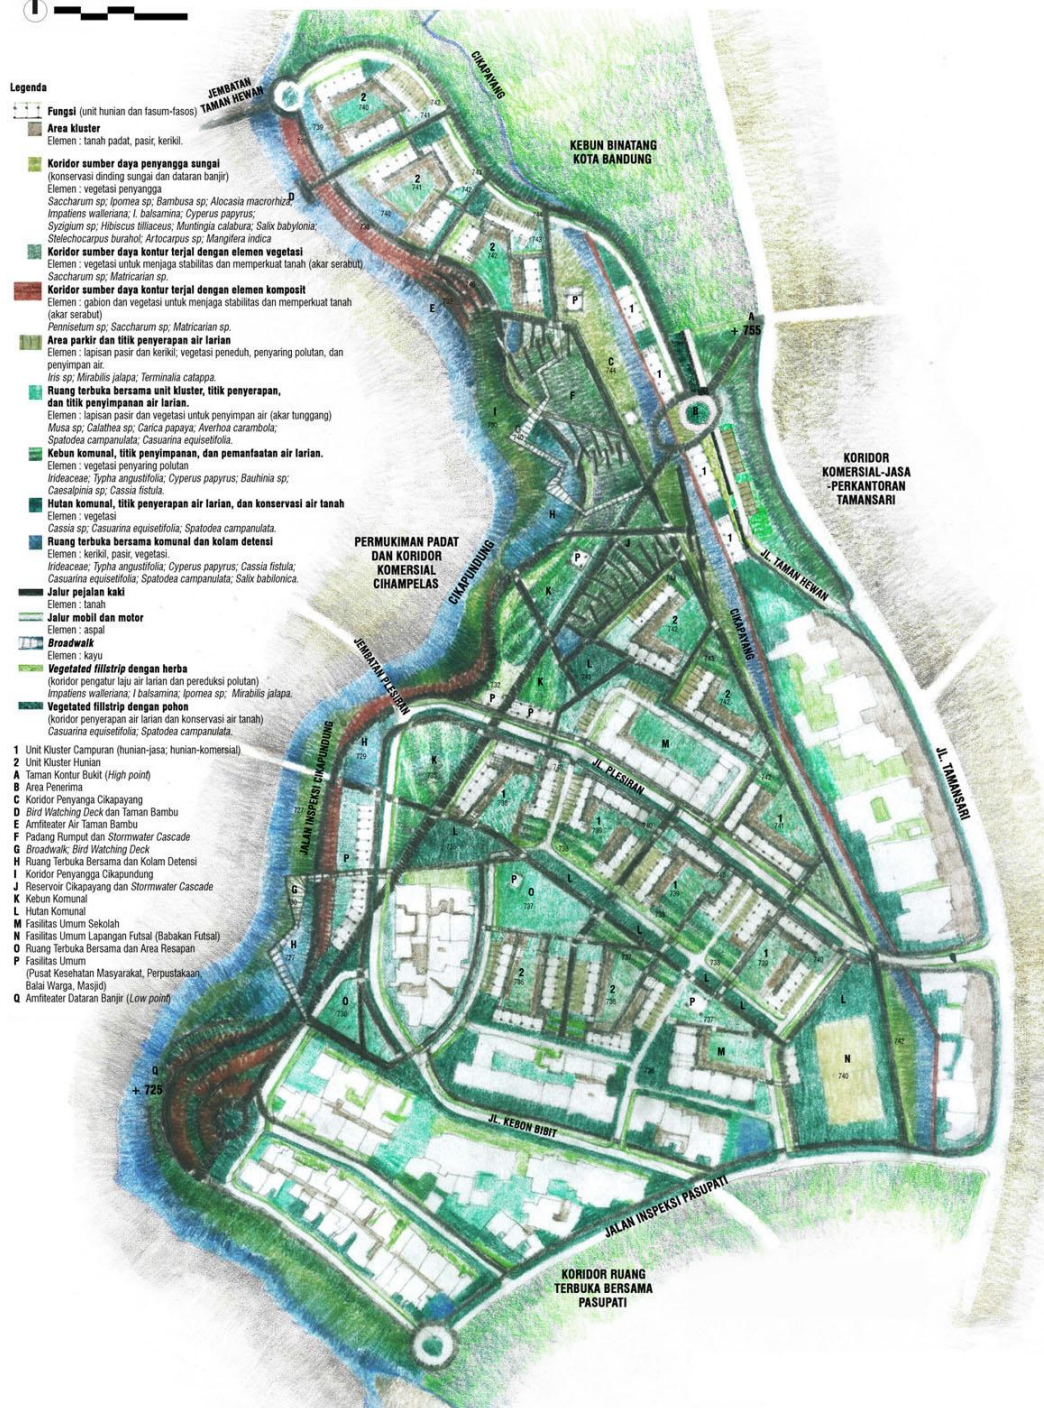 Legenda
Fungsi (unit hunian dan fasum-fasos)
Area kluster
Elemen : tanah padat, pasir, kerikil.
Koridor sumber daya penyangga sungai
(konservasi dinding sungai dan dataran banjir)
Elemen : vegetasi penyangga
Saccharum sp; Ipomea sp; Bambusa sp; Alocasia macrorhiza;
Impatiens walleriana; I. balsamina; Cyperus papyrus;
Syzigium sp; Hibiscus tilliaceus; Muntingia calabura; Salix babylonia;
Stelechocarpus burahol; Artocarpus sp; Mangifera indica
Koridor sumber daya kontur terjal dengan elemen vegetasi
Elemen : vegetasi untuk menjaga stabilitas dan memperkuat tanah (akar serabut)
Saccharum sp; Matricarian sp.
Koridor sumber daya kontur terjal dengan elemen komposit
Elemen : gabion dan vegetasi untuk menjaga stabilitas dan memperkuat tanah
(akar serabut)
Pennisetum sp; Saccharum sp; Matricarian sp.
Area parkir dan titik penyerapan air larian
Elemen : lapisan pasir dan kerikil; vegetasi peneduh, penyaring polutan, dan
penyimpan air.
Iris sp; Mirabilis jalapa; Terminalia catappa.
Ruang terbuka bersama unit kluster, titik penyerapan,
dan titik penyimpanan air larian.
Elemen : lapisan pasir dan vegetasi untuk penyimpan air (akar tunggang)
Musa sp; Calathea sp; Carica papaya; Averhoa carambola;
Spatodea campanulata; Casuarina equisetifolia.
Kebun komunal, titik penyimpanan, dan pemanfaatan air larian.
Elemen : vegetasi penyaring polutan
Irideaceae; Typha angustifolia; Cyperus papyrus; Bauhinia sp;
Caesalpinia sp; Cassia fistula.
Hutan komunal, titik penyerapan air larian, dan konservasi air tanah
Elemen : vegetasi
Cassia sp; Casuarina equisetifolia; Spatodea campanulata.
Ruang terbuka bersama komunal dan kolam detensi
Elemen : kerikil, pasir, vegetasi.
Irideaceae; Typha angustifolia; Cyperus papyrus; Cassia fistula;
Casuarina equisetifolia; Spatodea campanulata; Salix babilonica.
Jalur pejalan kaki
Elemen : tanah
Jalur mobil dan motor
Elemen : aspal
Broadwalk
Elemen : kayu
Vegetated fillstrip dengan herba
(koridor pengatur laju air larian dan pereduksi polutan)
Impatiens walleriana; I balsamina; Ipomea sp; Mirabilis jalapa.
Vegetated fillstrip dengan pohon
(koridor penyerapan air larian dan konservasi air tanah)
Casuarina equisetifolia; Spatodea campanulata.
1 Unit Kluster Campuran (hunian-jasa; hunian-komersial)
2 Unit Kluster Hunian
A Taman Kontur Bukit (High point)
B Area Penerima
C Koridor Penyanga Cikapayang
D Bird Watching Deck dan Taman Bambu
E Amfiteater Air Taman Bambu
F Padang Rumput dan Stormwater Cascade
G Broadwalk; Bird Watching Deck
H Ruang Terbuka Bersama dan Kolam Detensi
I Koridor Penyangga Cikapundung
J Reservoir Cikapayang dan Stormwater Cascade
K Kebun Komunal
L Hutan Komunal
M Fasilitas Umum Sekolah
N Fasilitas Umum Lapangan Futsal (Babakan Futsal)
O Ruang Terbuka Bersama dan Area Resapan
P Fasilitas Umum
(Pusat Kesehatan Masyarakat, Perpustakaan,
Balai Warga, Masjid)
Q Amfiteater Dataran Banjir (Low point)
JEMBATAN
TAMAN HEWAN
CIKAPAYANG
KEBUN BINATANG
KOTA BANDUNG
A
+ 755
KORIDOR
KOMERSIAL-JASA
-PERKANTORAN
TAMANSARI
PERMUKIMAN PADAT
DAN KORIDOR
KOMERSIAL
CIHAMPELAS
CIKAPUNDUNG
JL. TAMAN HEWAN
CIKAPAYANG
JEMBATAN PLESIRAN
JL. PLESIRAN
JL. TAMANSARI
JALAN INSPEKSI CIKAPUNDUNG
Q
+ 725
N
740
JL. KEBON BIBIT
JALAN INSPEKSI PASUPATI
KORIDOR RUANG
TERBUKA BERSAMA
PASUPATI